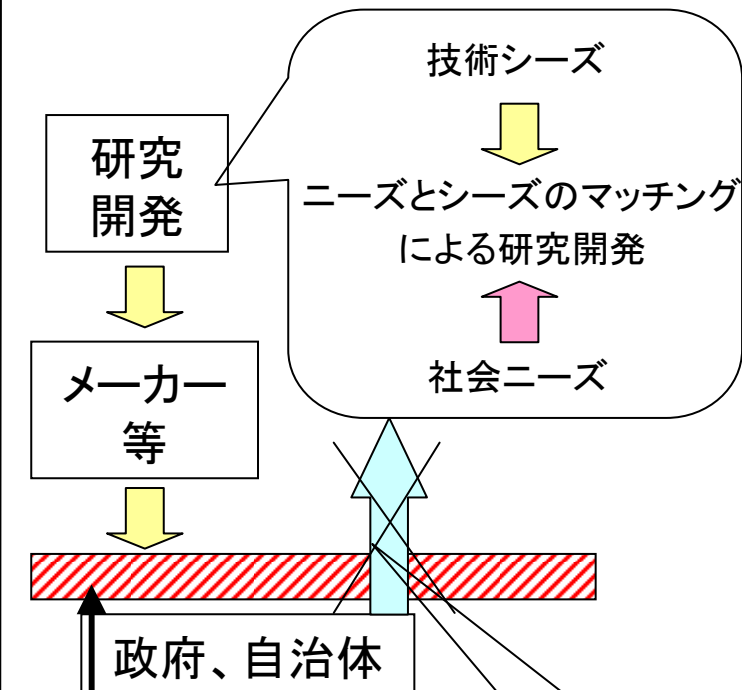 技術シーズ
研究
開発
ニーズとシーズのマッチング
による研究開発
メーカー
等
社会ニーズ
政府、自治体